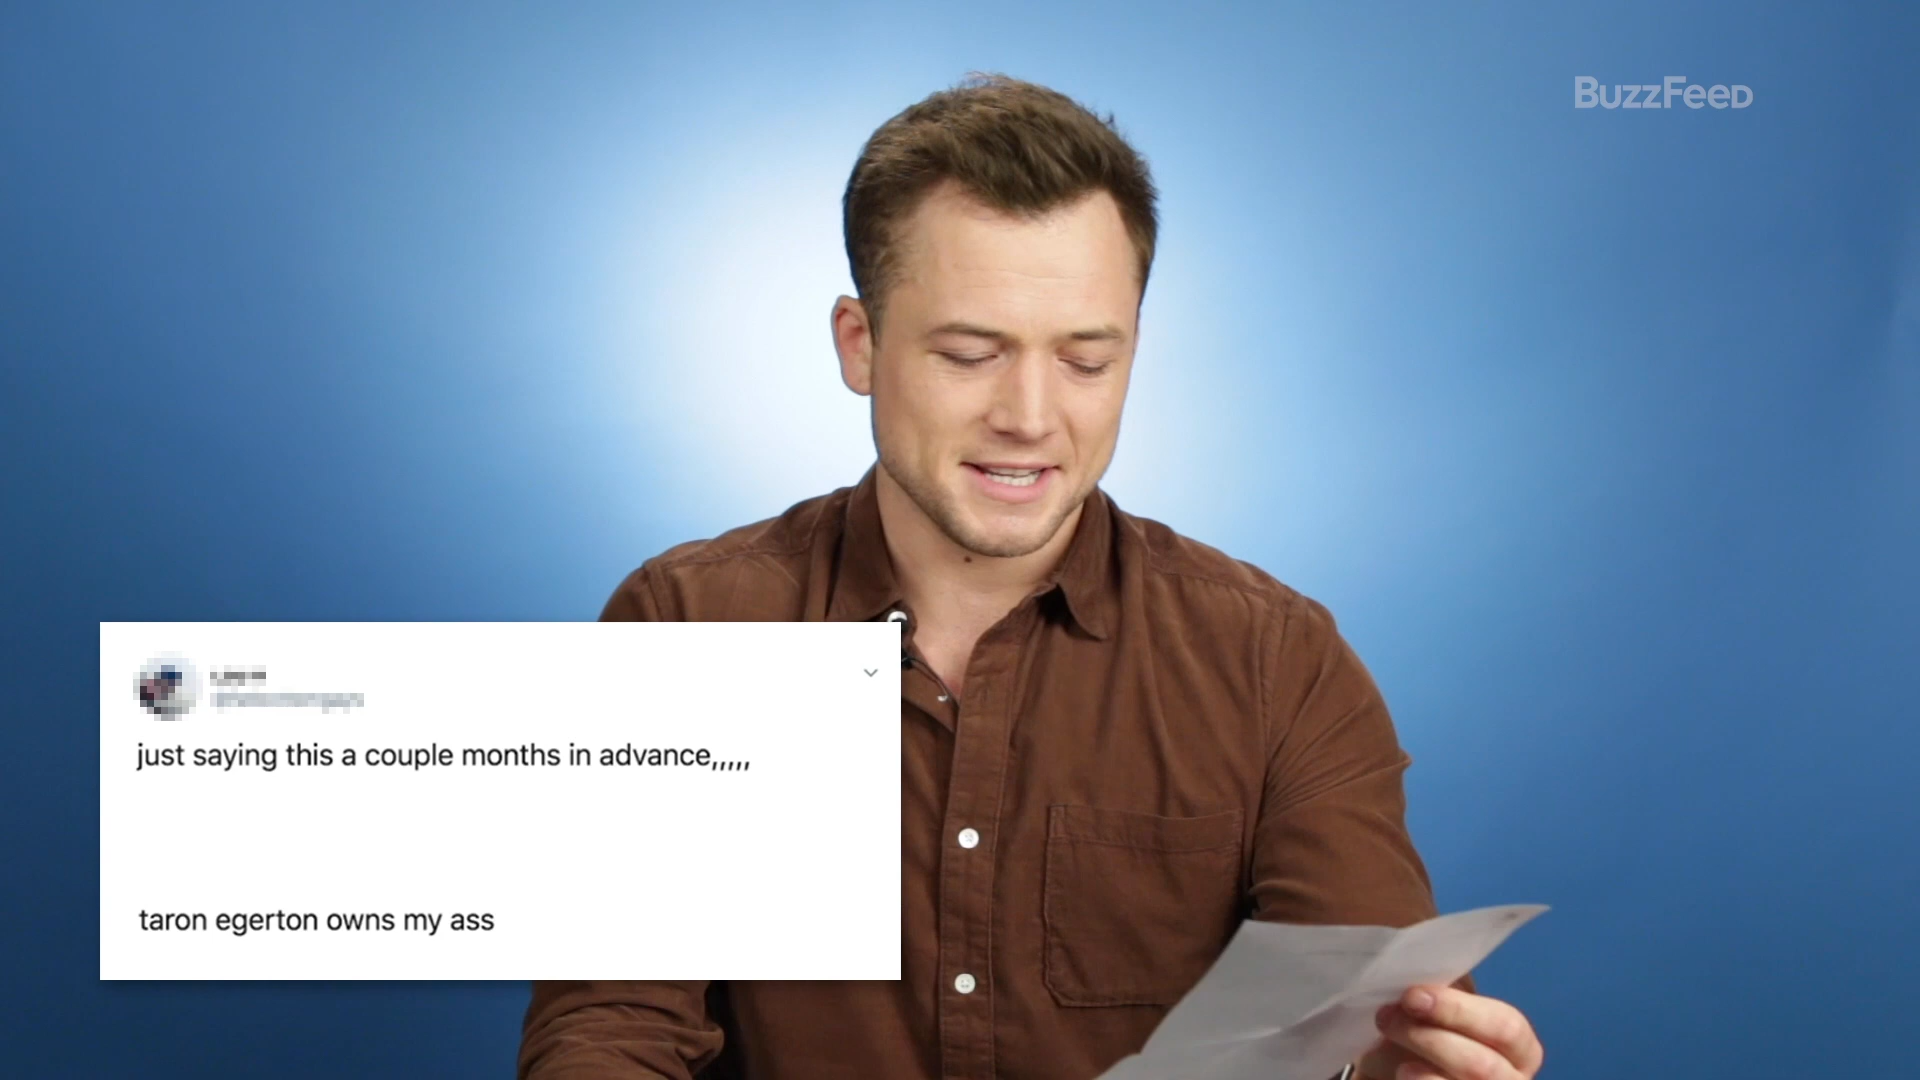 BuzzFeed
just saying this a couple months in advance,,,,,
taron egerton owns my ass